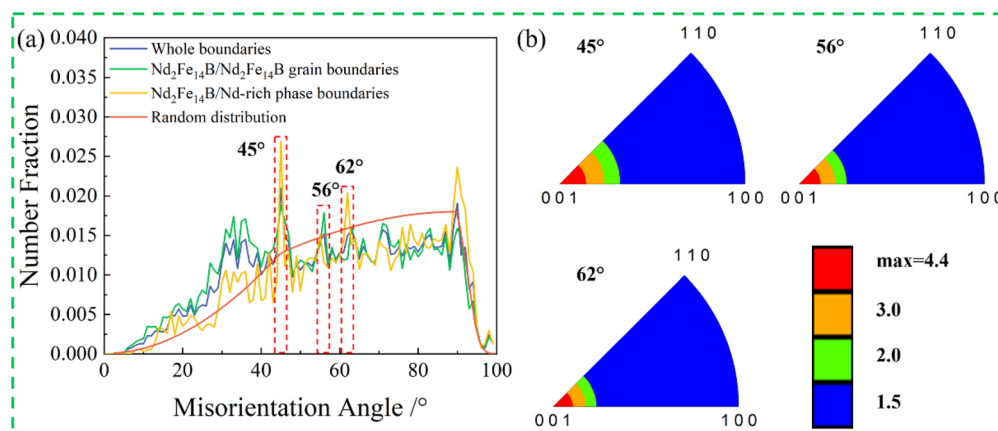 (a)
0.040
0.035
0.030
0.025
0.020
0.015
0.010
0.005
0.000
Number Fraction
Whole boundaries
Nd₂Fe₁₄B/Nd₂Fe₁₄B grain boundaries
Nd₂Fe₁₄B/Nd-rich phase boundaries
Random distribution
45°
56°
62°
0 20 40 60 80 100
Misorientation Angle /°
(b)
45°
1 1 0
0 0 1
1 0 0
56°
1 1 0
0 0 1
1 0 0
62°
1 1 0
0 0 1
1 0 0
max=4.4
3.0
2.0
1.5